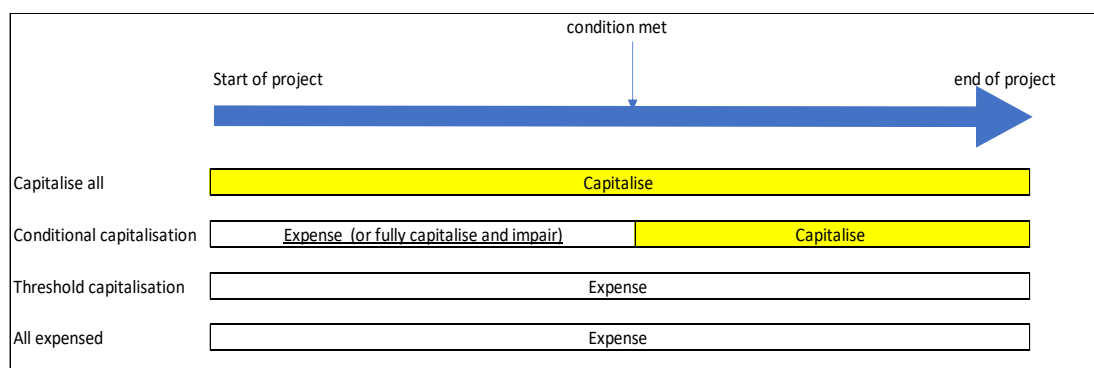 condition met
Start of project end of project
Capitalise all Capitalise
Conditional capitalisation Expense (or fully capitalise and impair) Capitalise
Threshold capitalisation Expense
All expensed Expense